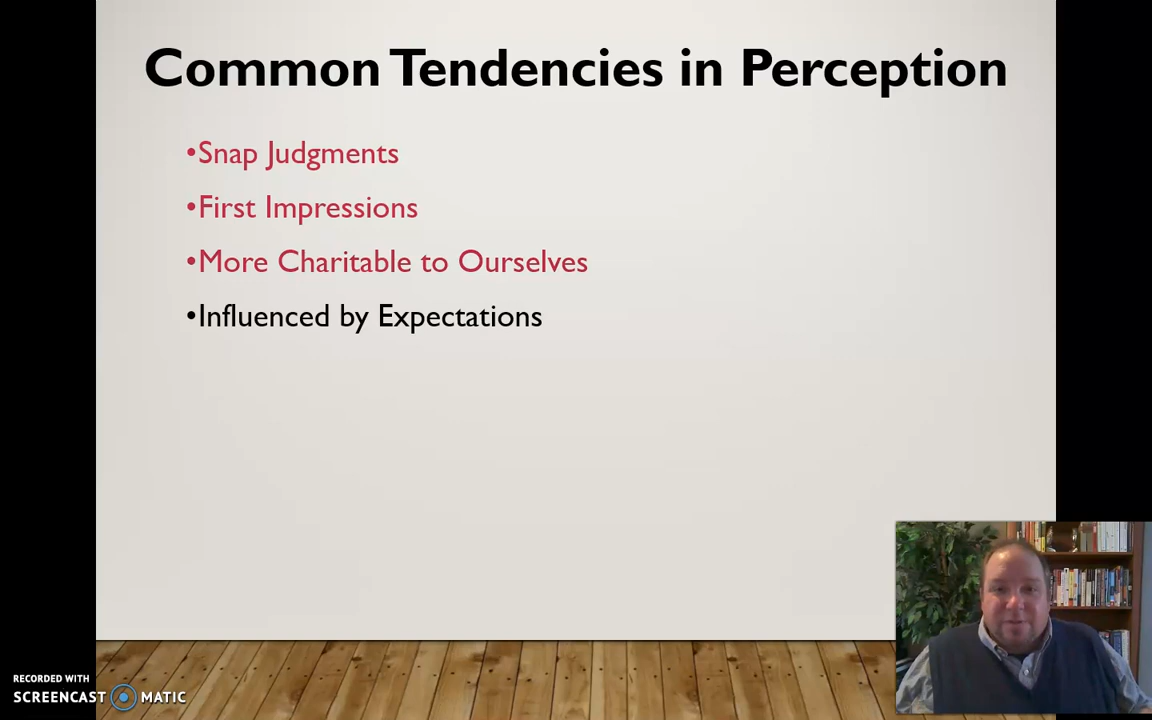 Common Tendencies in Perception
•Snap Judgments
•First Impressions
•More Charitable to Ourselves
•Influenced by Expectations
RECORDED WITH
SCREENCAST MATIC